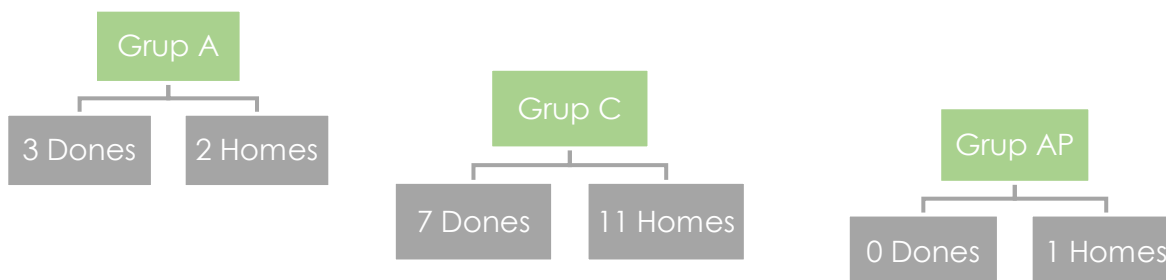 Grup A
3 Dones
2 Homes
Grup C
7 Dones
11 Homes
Grup AP
0 Dones
1 Homes